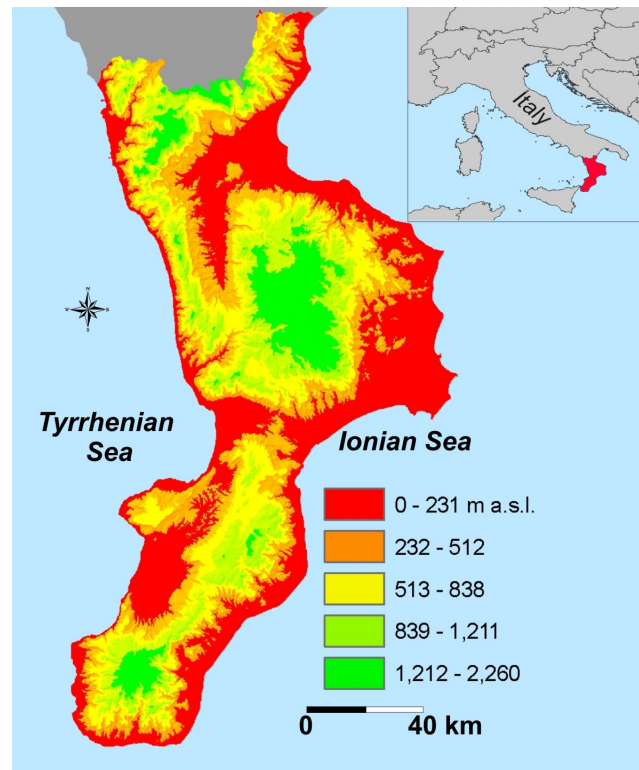 Italy
N
W E
S
Tyrrhenian
Sea
Ionian Sea
0 - 231 m a.s.l.
232 - 512
513 - 838
839 - 1,211
1,212 - 2,260
0 40 km